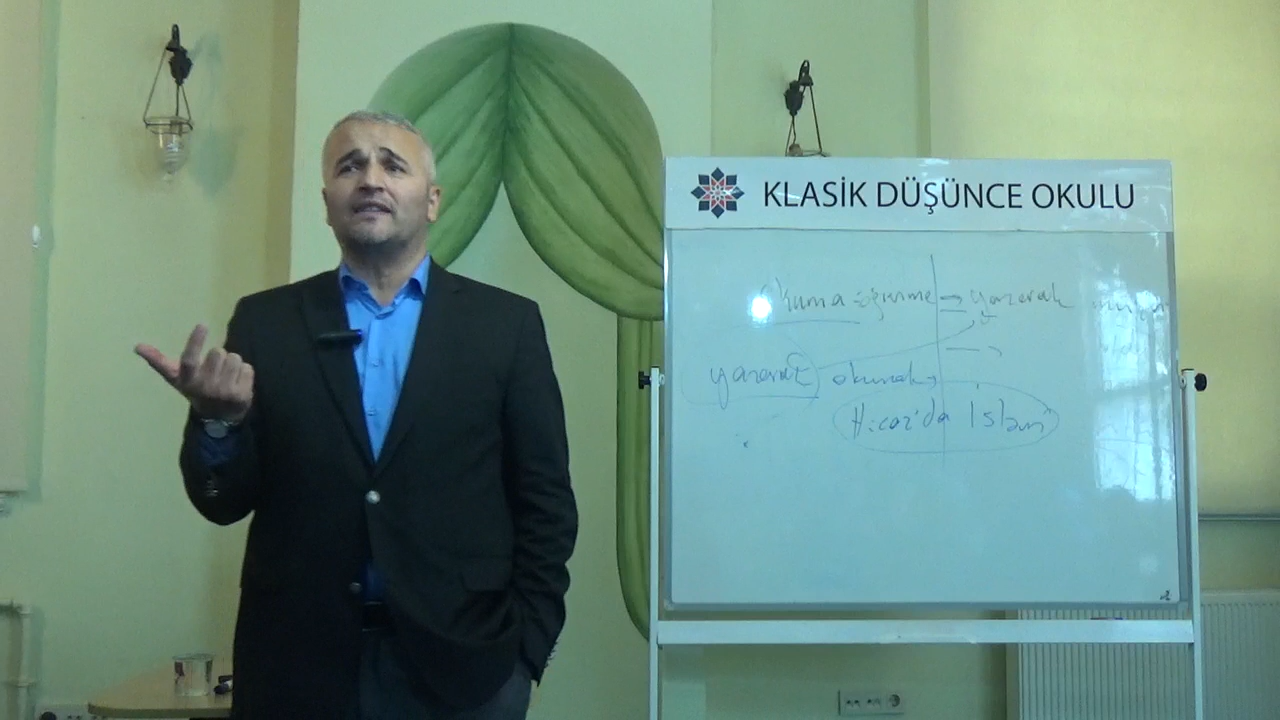 KLASİK DÜŞÜNCE OKULU
okuma öğrenme → yazarak
yazarak okumak
Hicaz'da İslam